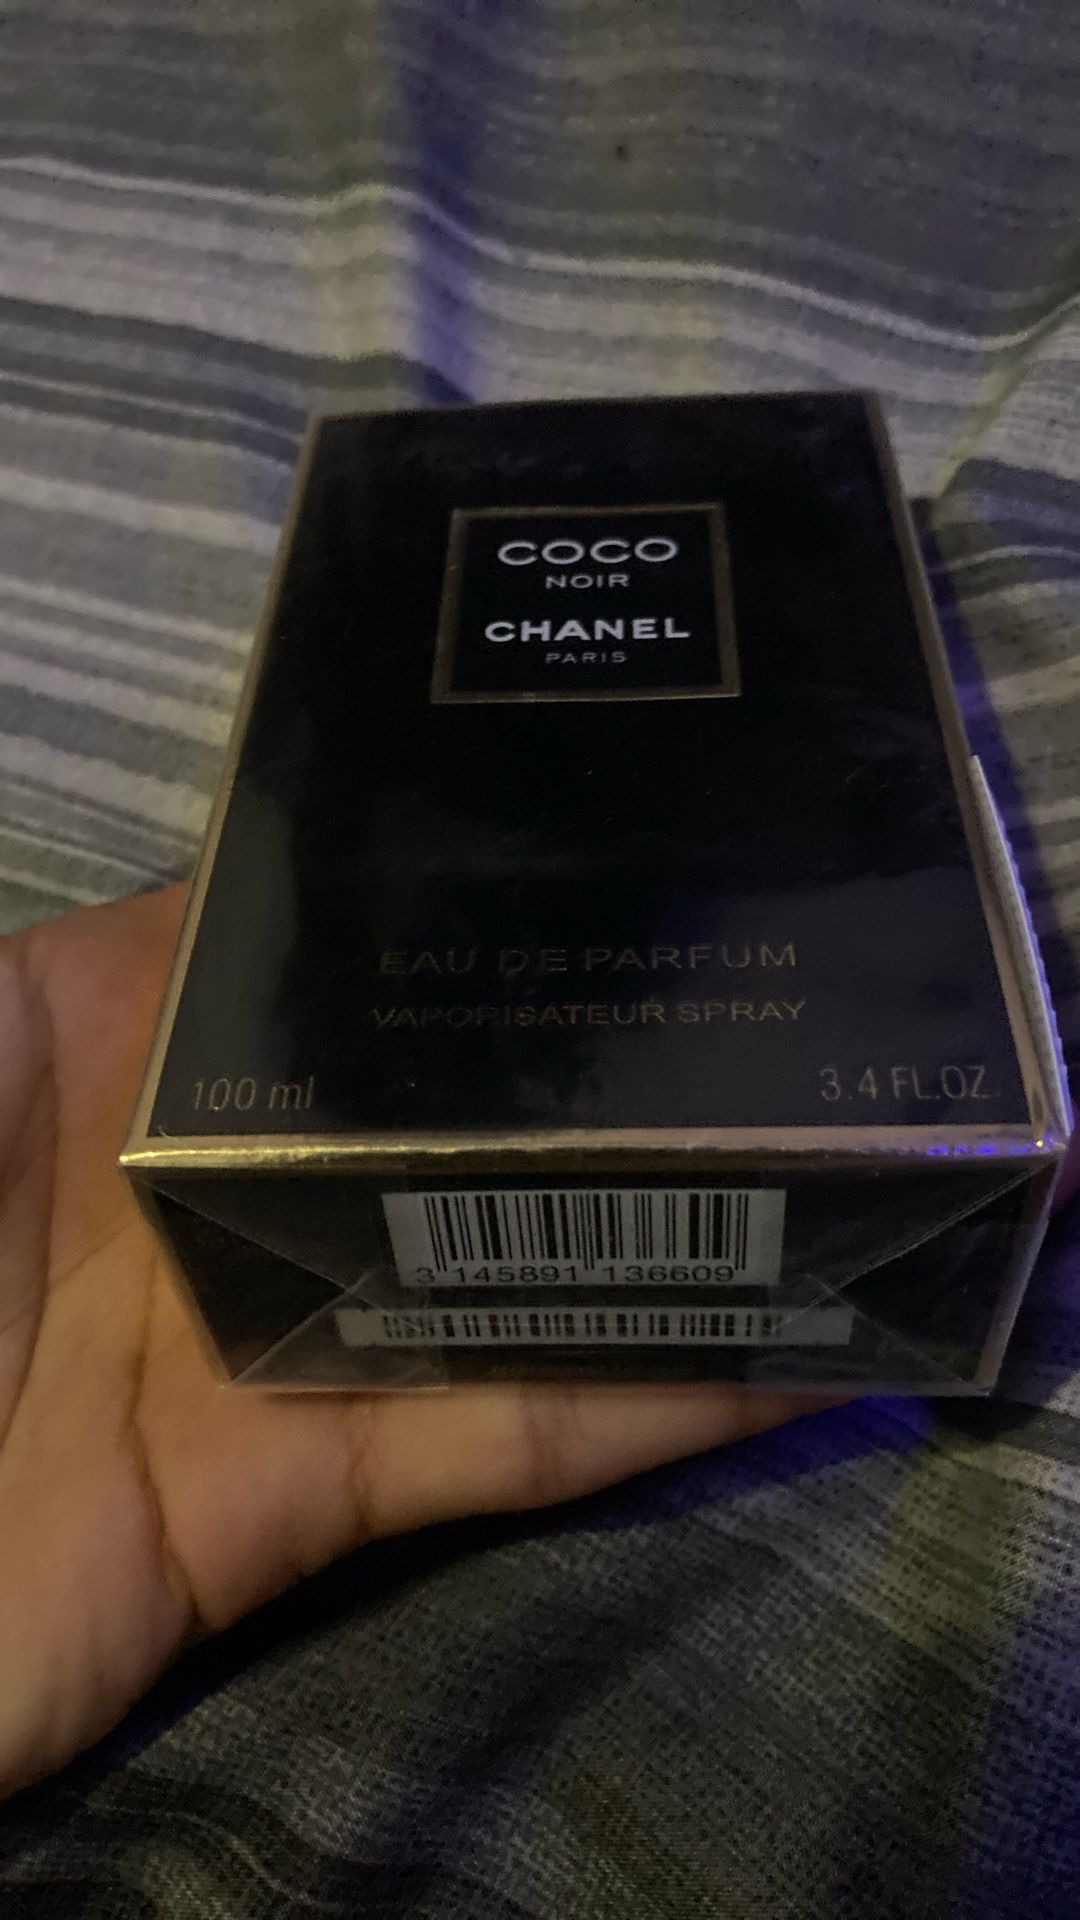 COCO
NOIR
CHANEL
PARIS
EAU DE PARFUM
VAPORISATEUR SPRAY
100 ml
3.4 FL.OZ.
3 145891 136609